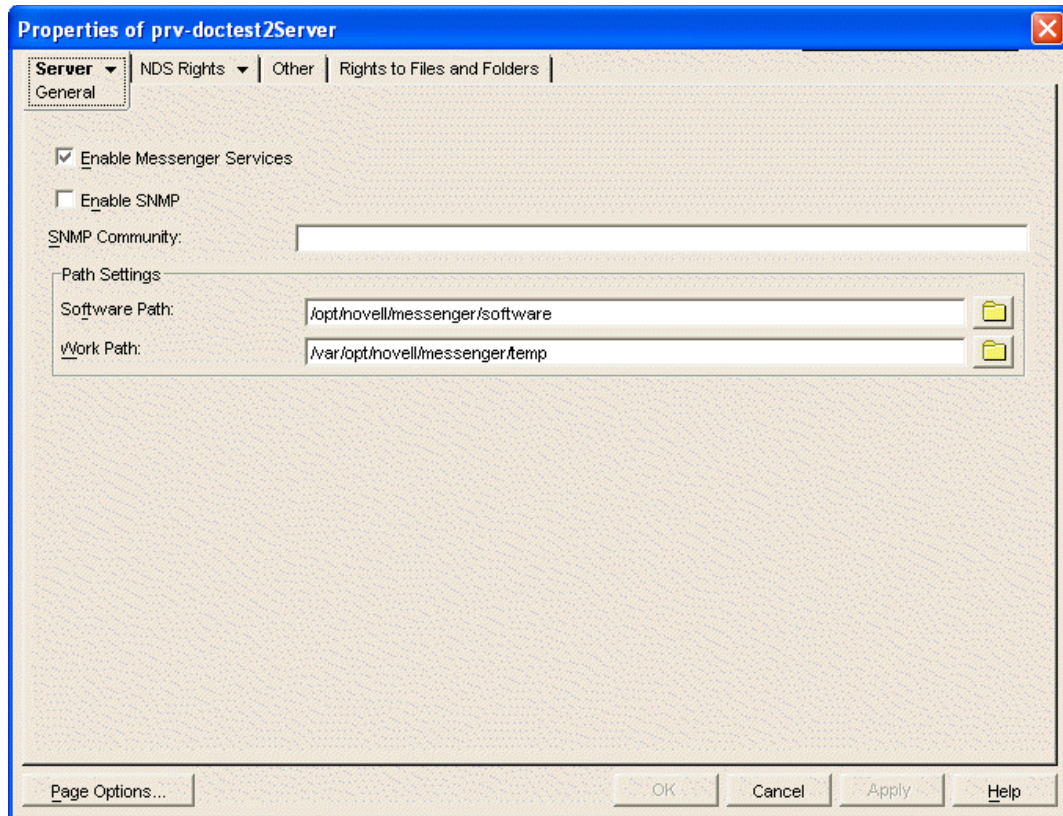 Properties of prv-doctest2Server
Server NDS Rights Other Rights to Files and Folders
General
Enable Messenger Services
Enable SNMP
SNMP Community:
Path Settings
Software Path: /opt/novell/messenger/software
Work Path: /var/opt/novell/messenger/temp
Page Options... OK Cancel Apply Help